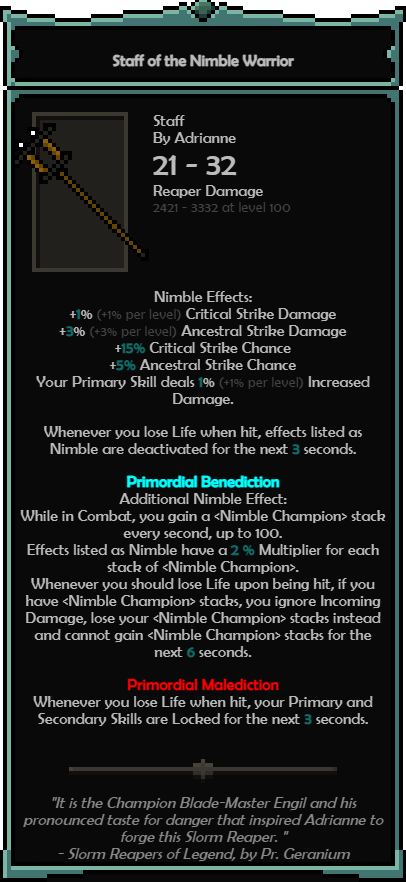 Staff of the Nimble Warrior
Staff
By Adrianne
21 - 32
Reaper Damage
2421 - 3332 at level 100
Nimble Effects:
+1% (+1% per level) Critical Strike Damage
+3% (+3% per level) Ancestral Strike Damage
+15% Critical Strike Chance
+5% Ancestral Strike Chance
Your Primary Skill deals 1% (+1% per level) Increased
Damage.
Whenever you lose Life when hit, effects listed as
Nimble are deactivated for the next 3 seconds.
Primordial Benediction
Additional Nimble Effect:
While in Combat, you gain a <Nimble Champion> stack
every second, up to 100.
Effects listed as Nimble have a 2 % Multiplier for each
stack of <Nimble Champion>.
Whenever you should lose Life upon being hit, if you
have <Nimble Champion> stacks, you ignore Incoming
Damage, lose your <Nimble Champion> stacks instead
and cannot gain <Nimble Champion> stacks for the
next 6 seconds.
Primordial Malediction
Whenever you lose Life when hit, your Primary and
Secondary Skills are Locked for the next 3 seconds.
"It is the Champion Blade-Master Engil and his
pronounced taste for danger that inspired Adrianne to
forge this Slorm Reaper. "
- Slorm Reapers of Legend, by Pr. Geranium